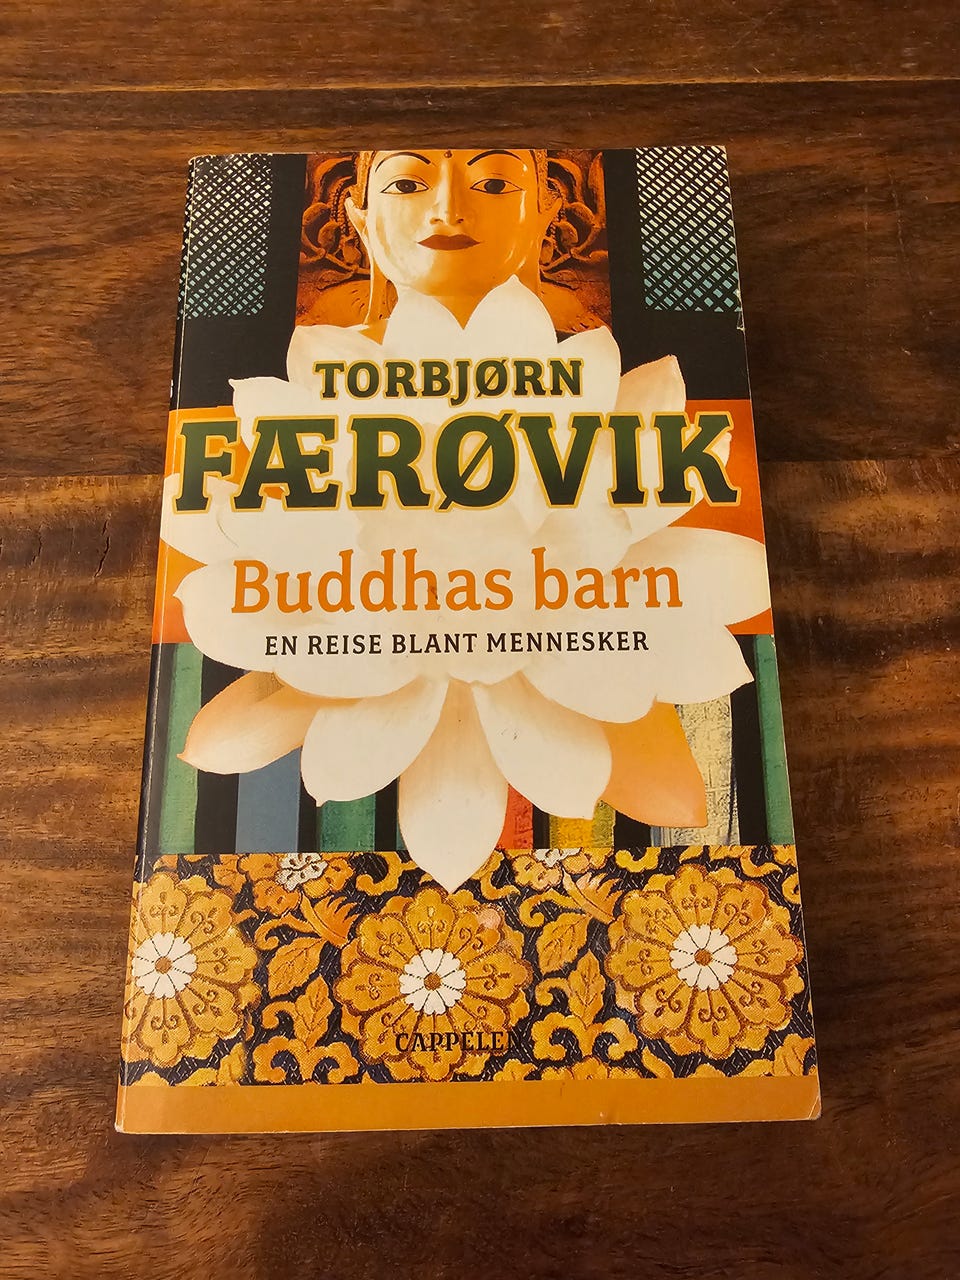 TORBJØRN
FÆRØVIK
Buddhas barn
EN REISE BLANT MENNESKER
CAPPELEN